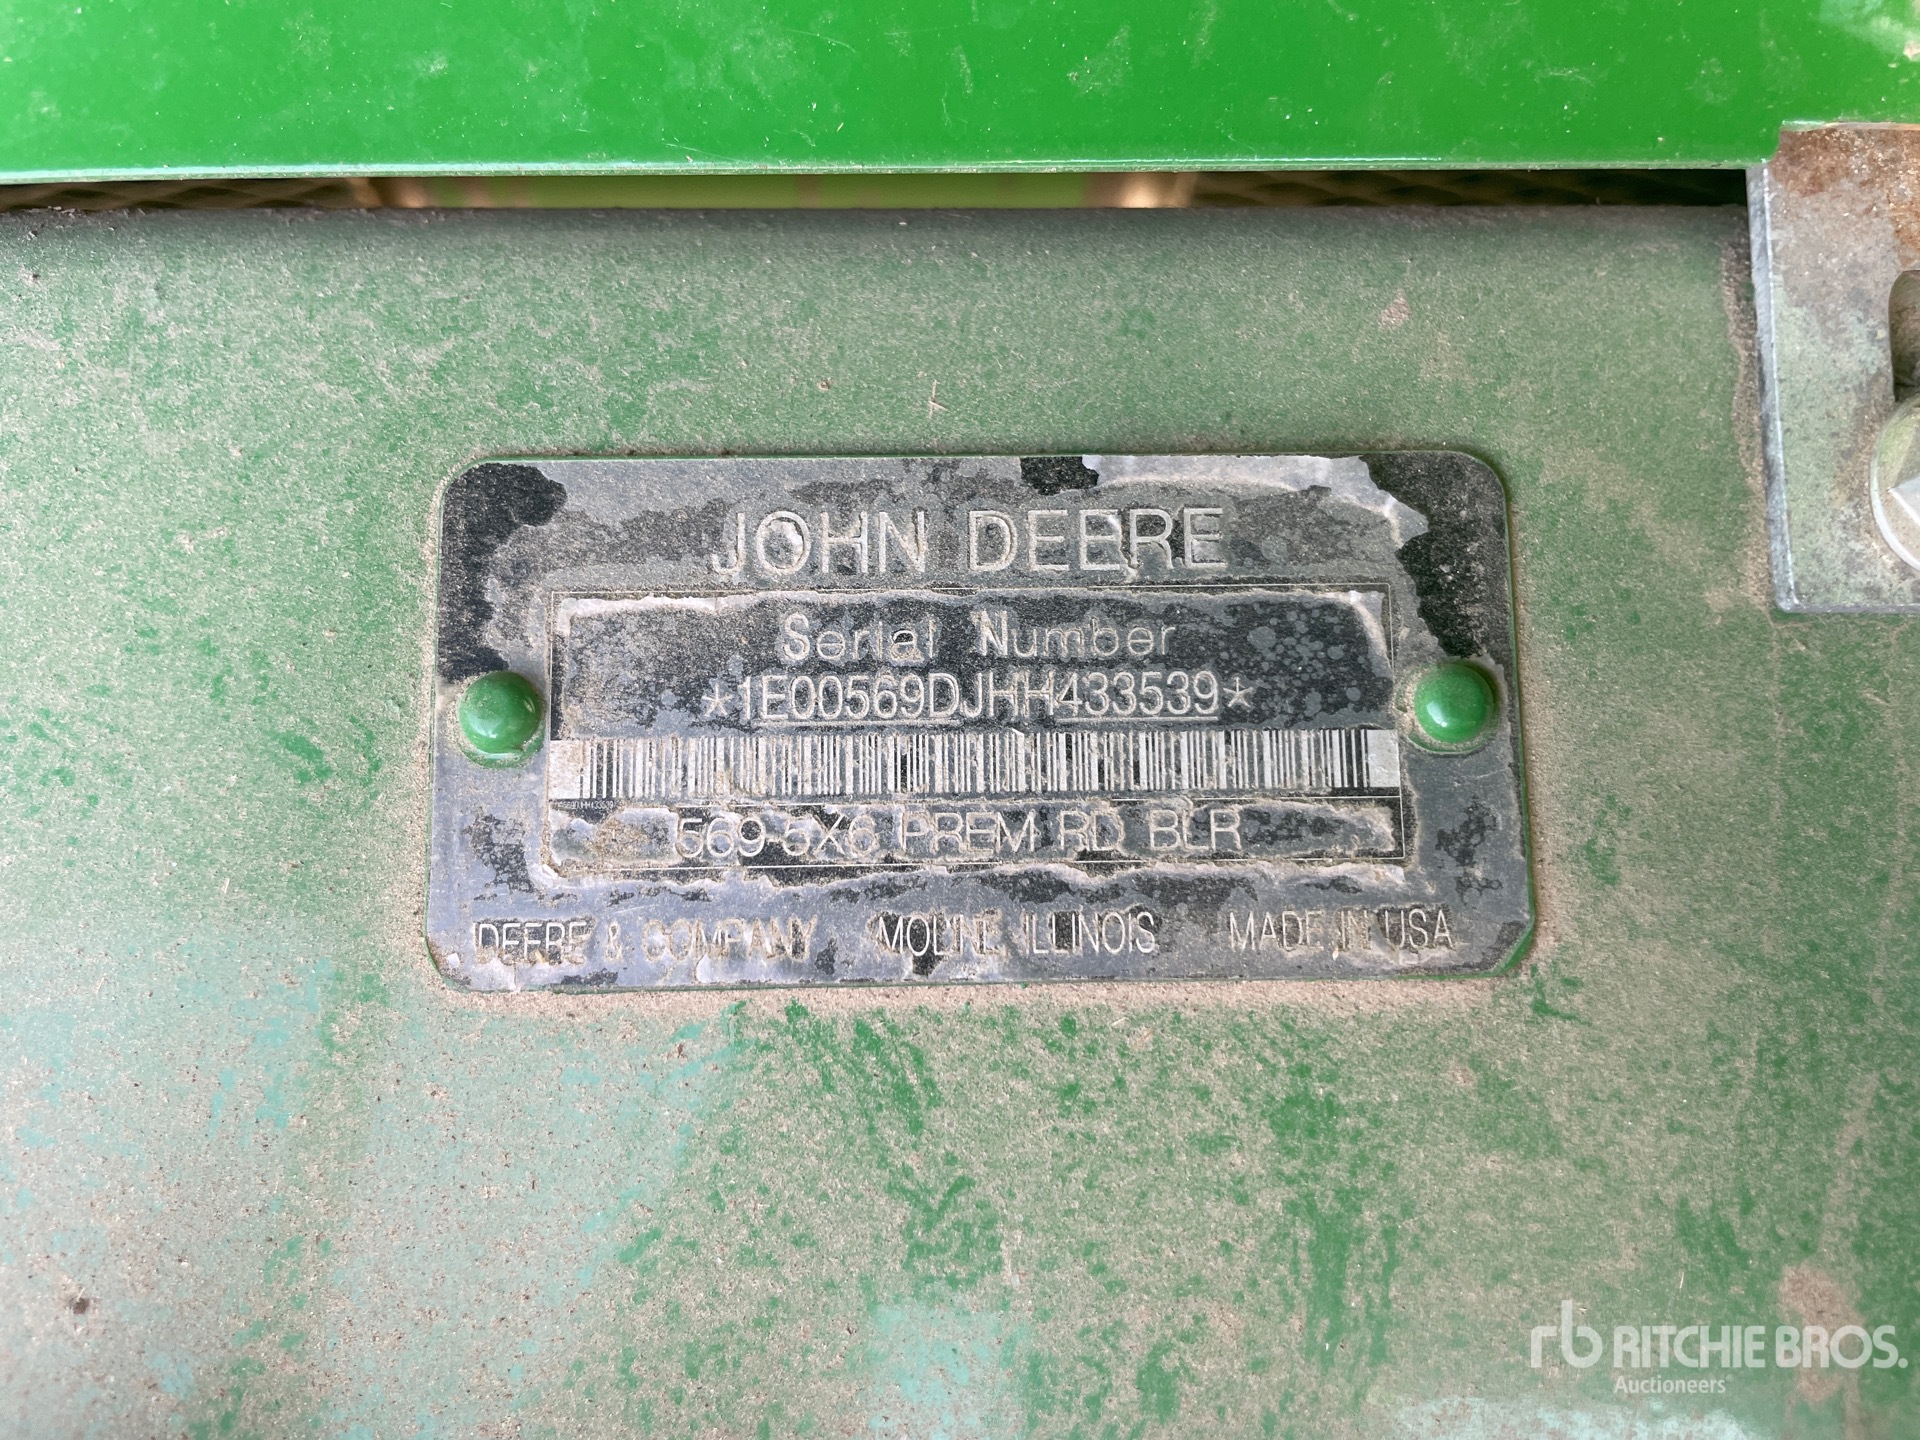 JOHN DEERE
Serial Number
*1E00569DJHH433539*
569-5X6 PREM RD BLR
DEERE & COMPANY MOLINE, ILLINOIS MADE IN USA
rb RITCHIE BROS.
Auctioneers